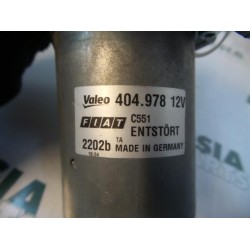 Valeo 404.978 12V
FIAT C551
ENTSTÖRT
2202b TA MADE IN GERMANY